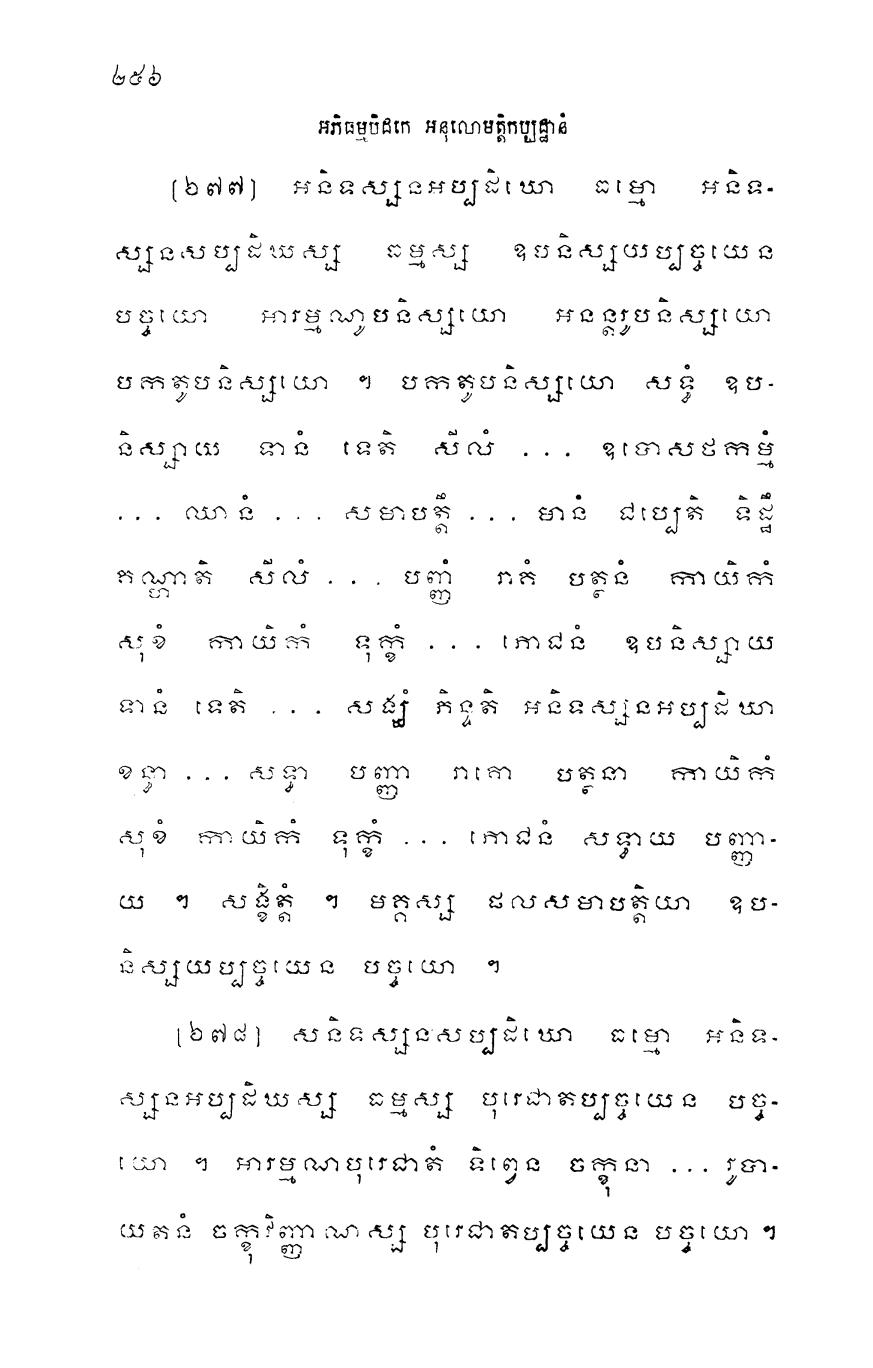 ២៥៦
អភិធម្មបិដកេ អនុលោមត្តិកប្បដ្ឋានំ
[៦៧៧] អនិទស្សនអប្បដិឃោ ធម្មោ អនិទ-
ស្សនសប្បដិឃស្ស ធម្មស្ស ឧបនិស្សយប្បច្ចយេន
បច្ចយោ អារម្មណូបនិស្សយោ អនន្តរូបនិស្សយោ
បកតូបនិស្សយោ ។ បកតូបនិស្សយោ សទ្ធំ ឧប-
និស្សាយ ទានំ ទេតិ សីលំ ... ឧបោសថកម្មំ
... ឈានំ ... សមាបត្តឹ ... មានំ ជប្បេតិ ទិដ្ឋឹ
គណ្ហាតិ សីលំ ... បញ្ញំ រាគំ បត្ថនំ កាយិកំ
សុខំ កាយិកំ ទុក្ខំ ... ភោជនំ ឧបនិស្សាយ
ទានំ ទេតិ ... សង្ឃំ ភិន្ទតិ អនិទស្សនអប្បដិឃា
ខន្ធា ... សទ្ធា បញ្ញា រាគោ បត្ថនា កាយិកំ
សុខំ កាយិកំ ទុក្ខំ ... ភោជនំ សទ្ធាយ បញ្ញា-
យ ។ សង្ខិត្តំ ។ មគ្គស្ស ផលសមាបត្តិយា ឧប-
និស្សយប្បច្ចយេន បច្ចយោ ។
[៦៧៨] សនិទស្សនសប្បដិឃោ ធម្មោ អនិទ-
ស្សនអប្បដិឃស្ស ធម្មស្ស បុរេជាតប្បច្ចយេន បច្ច-
យោ ។ អារម្មណបុរេជាតំ ទិព្វេន ចក្ខុនា ... រូបា-
យតនំ ចក្ខុវិញ្ញាណស្ស បុរេជាតប្បច្ចយេន បច្ចយោ ។